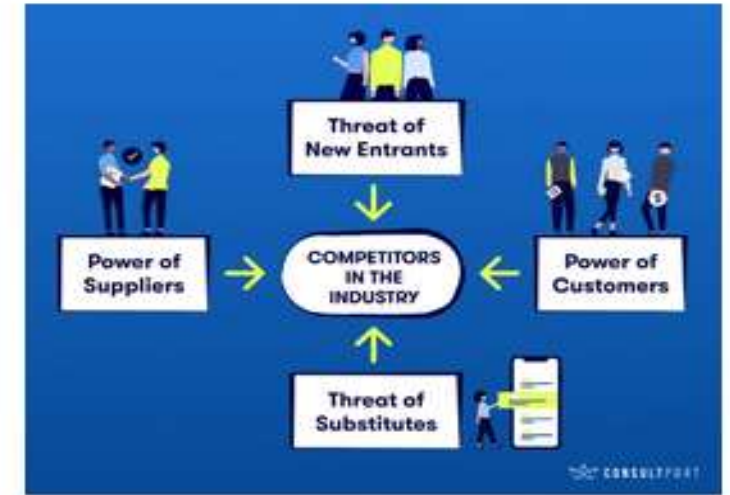 Threat of
New Entrants
Power of
Suppliers
COMPETITORS
IN THE
INDUSTRY
Power of
Customers
Threat of
Substitutes
CONSULTPORT